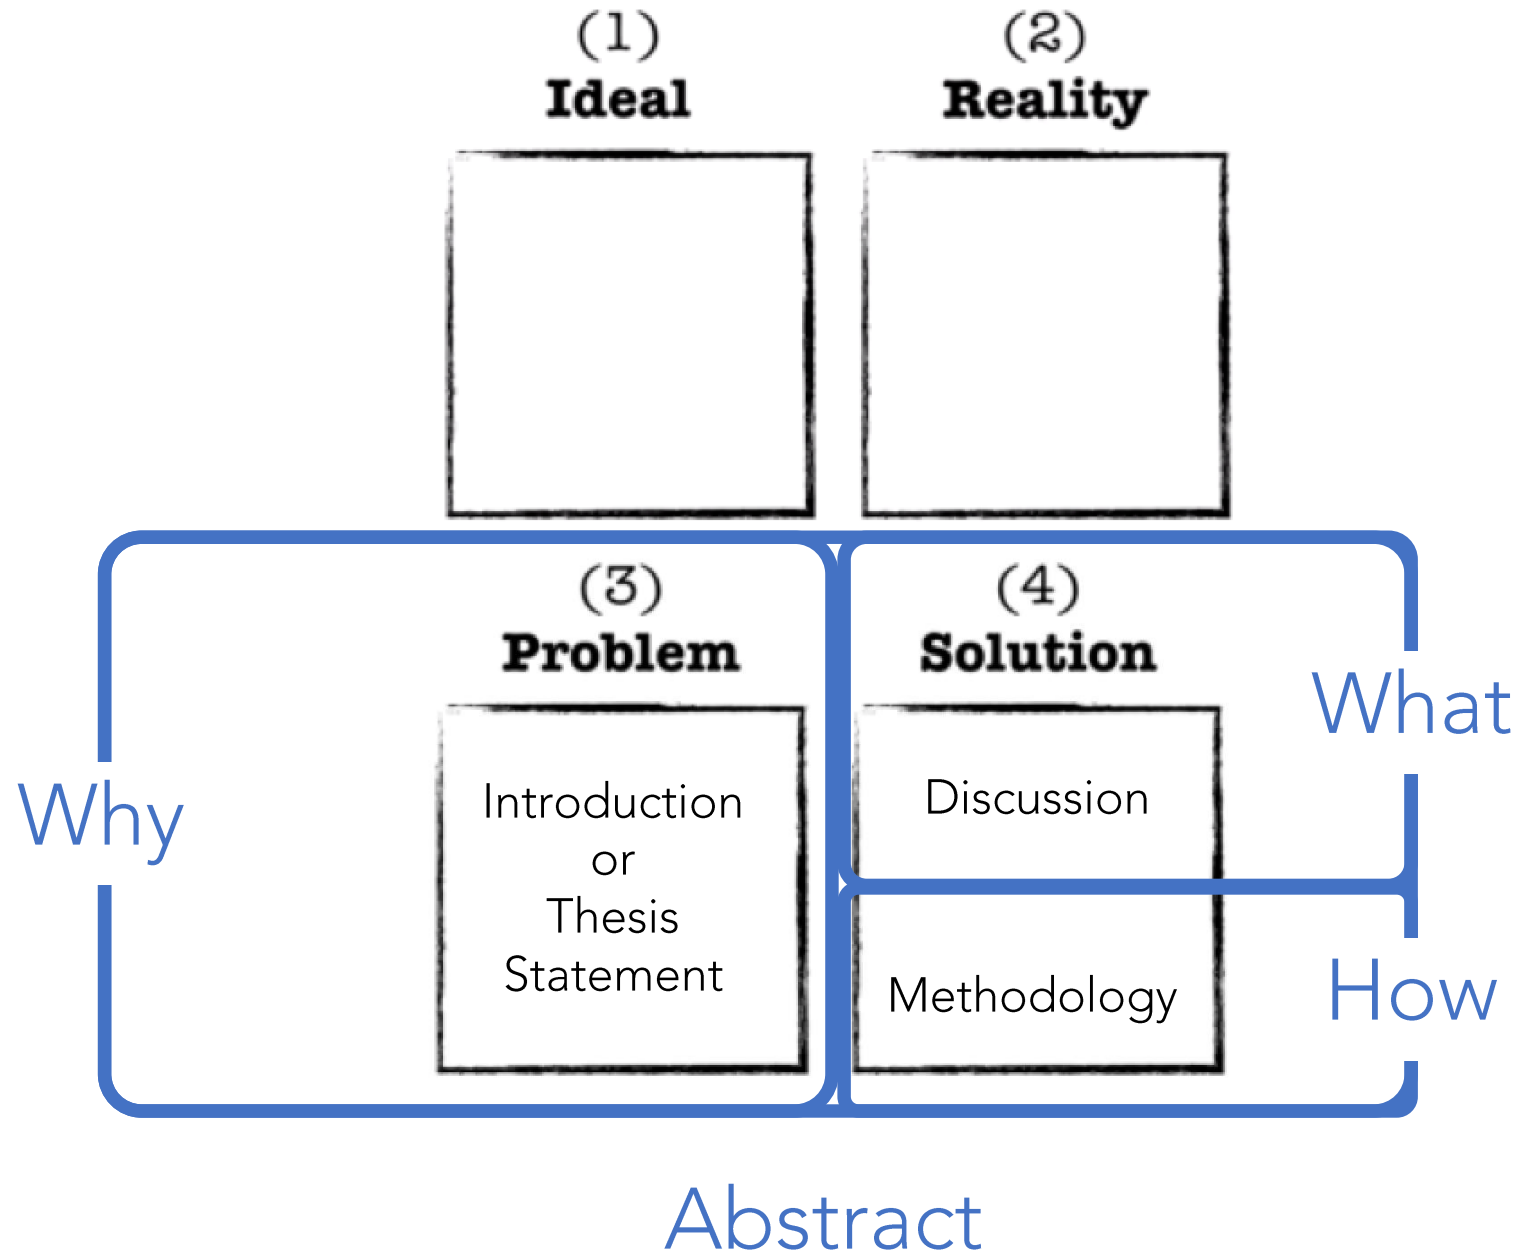 (1)
Ideal
(2)
Reality
(3)
Problem
(4)
Solution
Why
Introduction
or
Thesis
Statement
Discussion
What
Methodology
How
Abstract